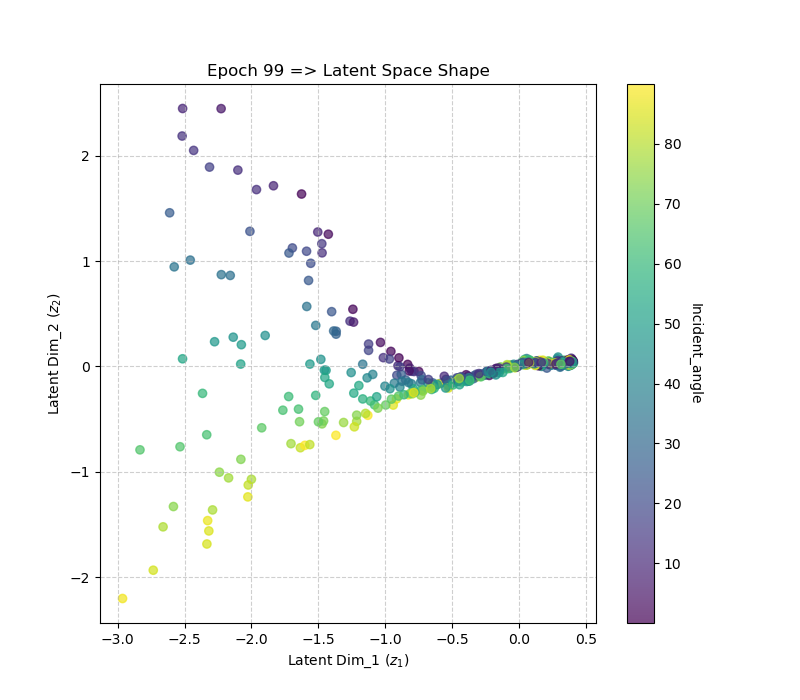 Epoch 99 => Latent Space Shape
Latent Dim_2 (z₂)
2
1
0
−1
−2
−3.0 −2.5 −2.0 −1.5 −1.0 −0.5 0.0 0.5
Latent Dim_1 (z₁)
80
70
60
50
40
30
20
10
Incident_angle